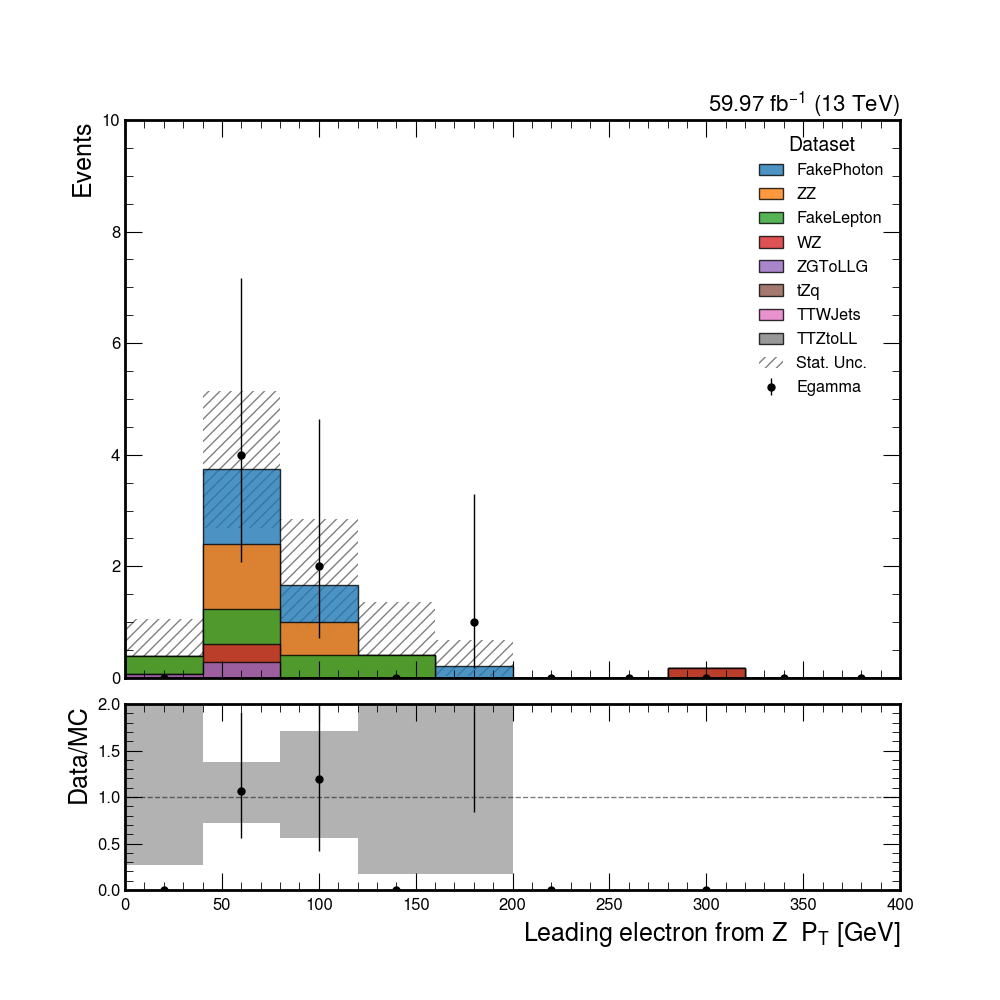 59.97 fb⁻¹ (13 TeV)
Events
10
8
6
4
2
0
Dataset
FakePhoton
ZZ
FakeLepton
WZ
ZGToLLG
tZq
TTWJets
TTZtoLL
Stat. Unc.
Egamma
Data/MC
2.0
1.5
1.0
0.5
0.0
0 50 100 150 200 250 300 350 400
Leading electron from Z P_T [GeV]